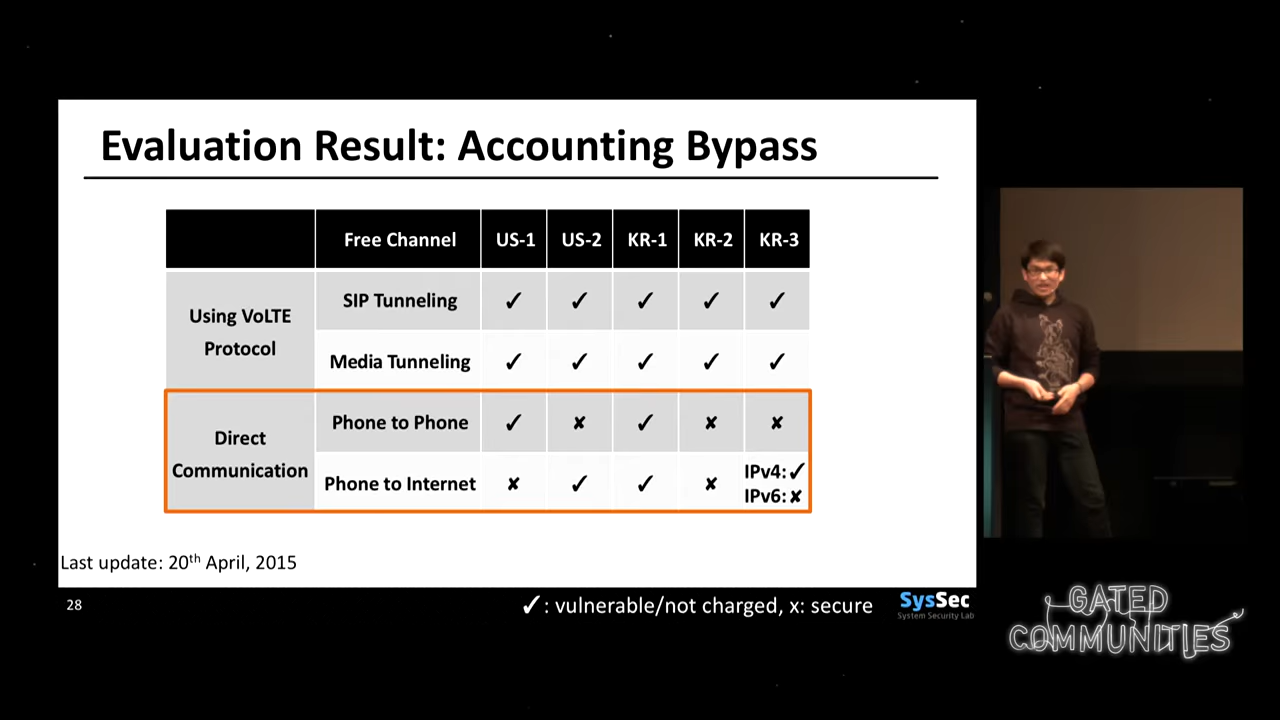 Evaluation Result: Accounting Bypass
Free Channel US-1 US-2 KR-1 KR-2 KR-3
Using VoLTE
Protocol
SIP Tunneling ✓ ✓ ✓ ✓ ✓
Media Tunneling ✓ ✓ ✓ ✓ ✓
Direct
Communication
Phone to Phone ✓ ✘ ✓ ✘ ✘
Phone to Internet ✘ ✓ ✓ ✘ IPv4:✓
IPv6:✘
Last update: 20th April, 2015
28
✓: vulnerable/not charged, x: secure
SysSec
System Security Lab
GATED
COMMUNITIES